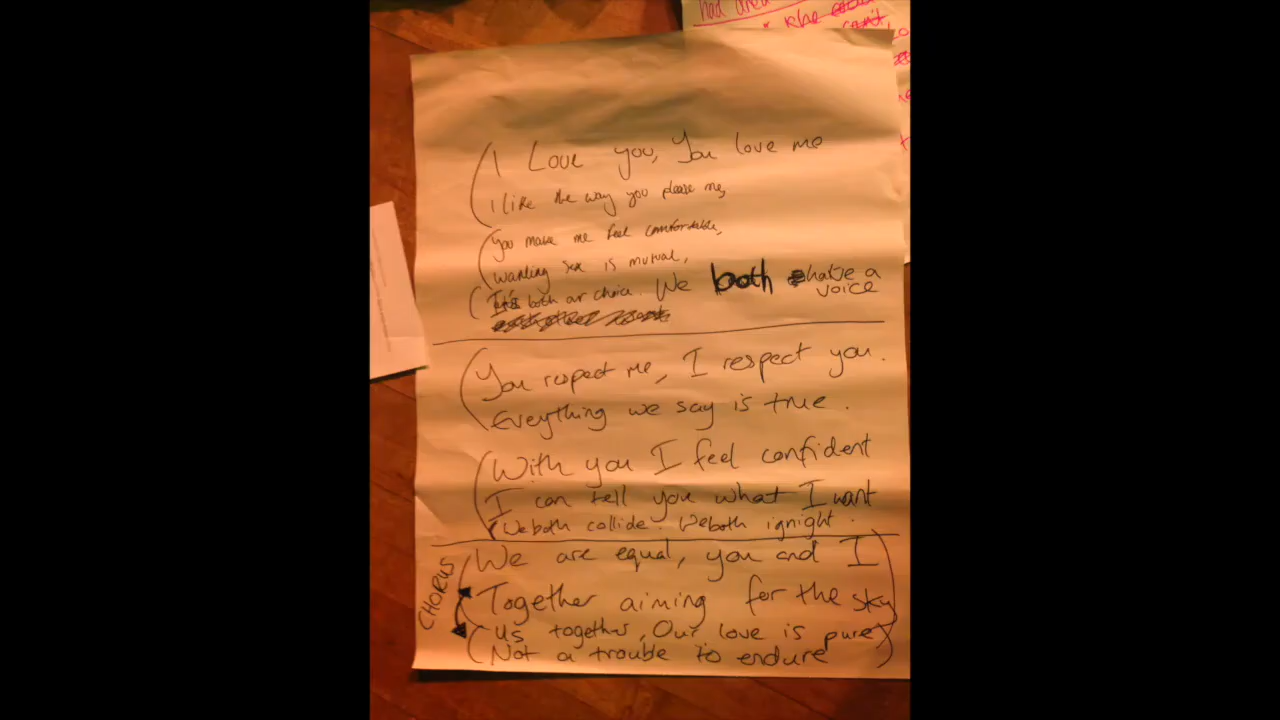 had
she
I Love you, You love me
I like the way you please me,
You make me feel comfortable,
wanting sex is mutual,
It's both our choice. We both have a
voice
You respect me, I respect you.
Everything we say is true.
With you I feel confident
I can tell you what I want
We both collide. We both ignight.
We are equal, you and I
Together aiming for the sky
CHORUS
us together, Our love is pure
Not a trouble to endure